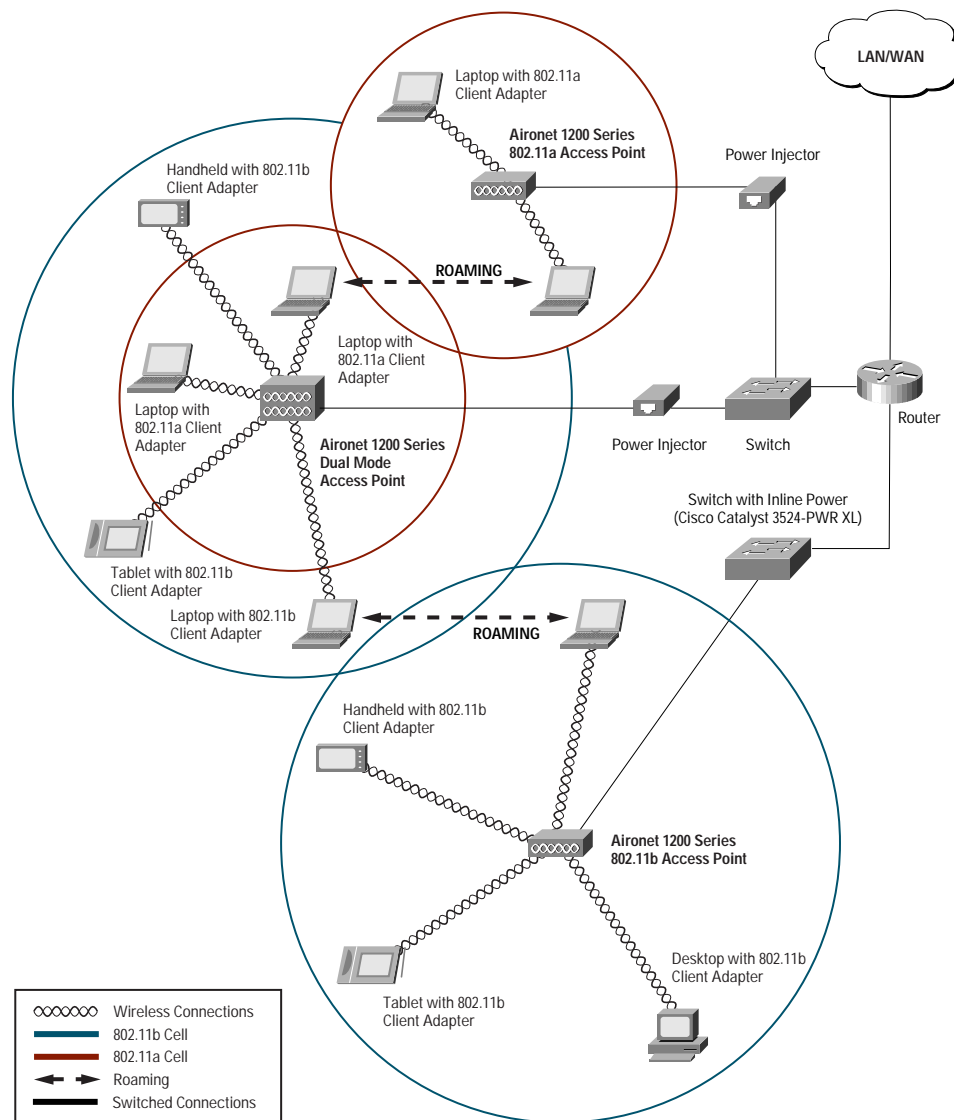 LAN/WAN
Laptop with 802.11a
Client Adapter
Aironet 1200 Series
802.11a Access Point
Power Injector
Handheld with 802.11b
Client Adapter
ROAMING
Laptop with
802.11a Client
Adapter
Laptop with
802.11a Client
Adapter
Aironet 1200 Series
Dual Mode
Access Point
Power Injector
Switch
Router
Switch with Inline Power
(Cisco Catalyst 3524-PWR XL)
Tablet with 802.11b
Client Adapter
Laptop with 802.11b
Client Adapter
ROAMING
Handheld with 802.11b
Client Adapter
Aironet 1200 Series
802.11b Access Point
Desktop with 802.11b
Client Adapter
Tablet with 802.11b
Client Adapter
Wireless Connections
802.11b Cell
802.11a Cell
Roaming
Switched Connections